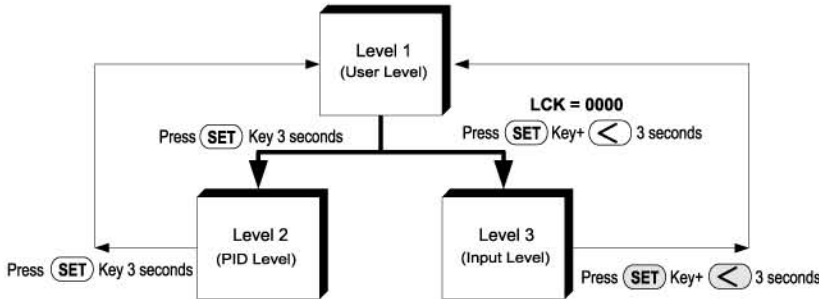 Level 1
(User Level)
LCK = 0000
Press SET Key 3 seconds
Press SET Key+ < 3 seconds
Level 2
(PID Level)
Level 3
(Input Level)
Press SET Key 3 seconds
Press SET Key+ < 3 seconds